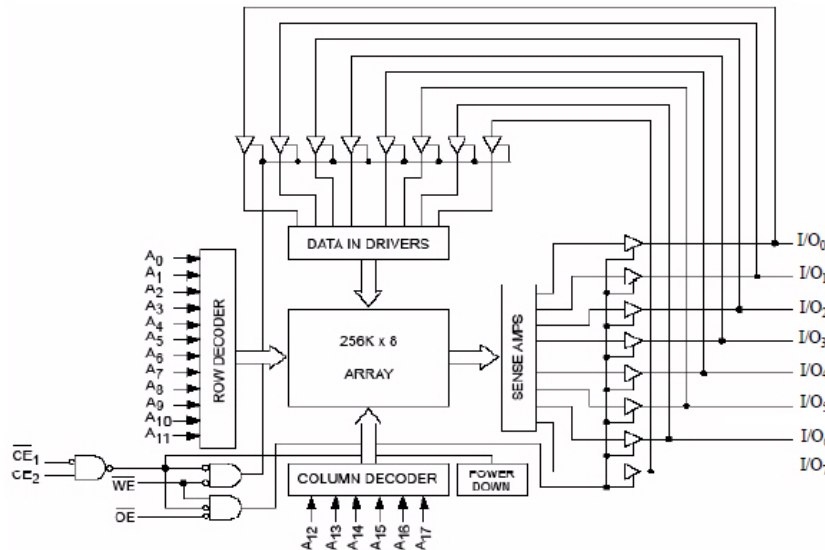 DATA IN DRIVERS
A0
A1
A2
A3
A4
A5
A6
A7
A8
A9
A10
A11
ROW DECODER
256K x 8
ARRAY
SENSE AMPS
I/O0
I/O1
I/O2
I/O3
I/O
I/O
I/O
I/O
CE1
CE2
WE
OE
COLUMN DECODER
POWER
DOWN
A12
A13
A14
A15
A16
A17